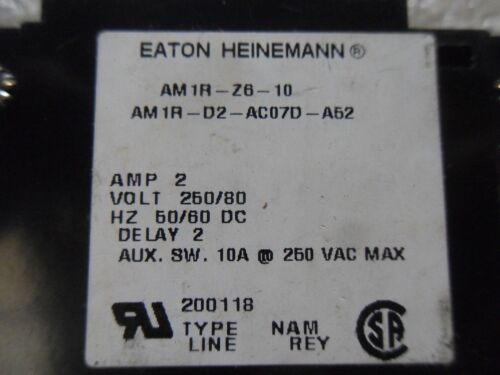 EATON HEINEMANN®
AM1R-Z6-10
AM1R-D2-AC07D-A52
AMP 2
VOLT 250/80
HZ 50/60 DC
DELAY 2
AUX. SW. 10A @ 250 VAC MAX
200118
TYPE NAM
LINE REY